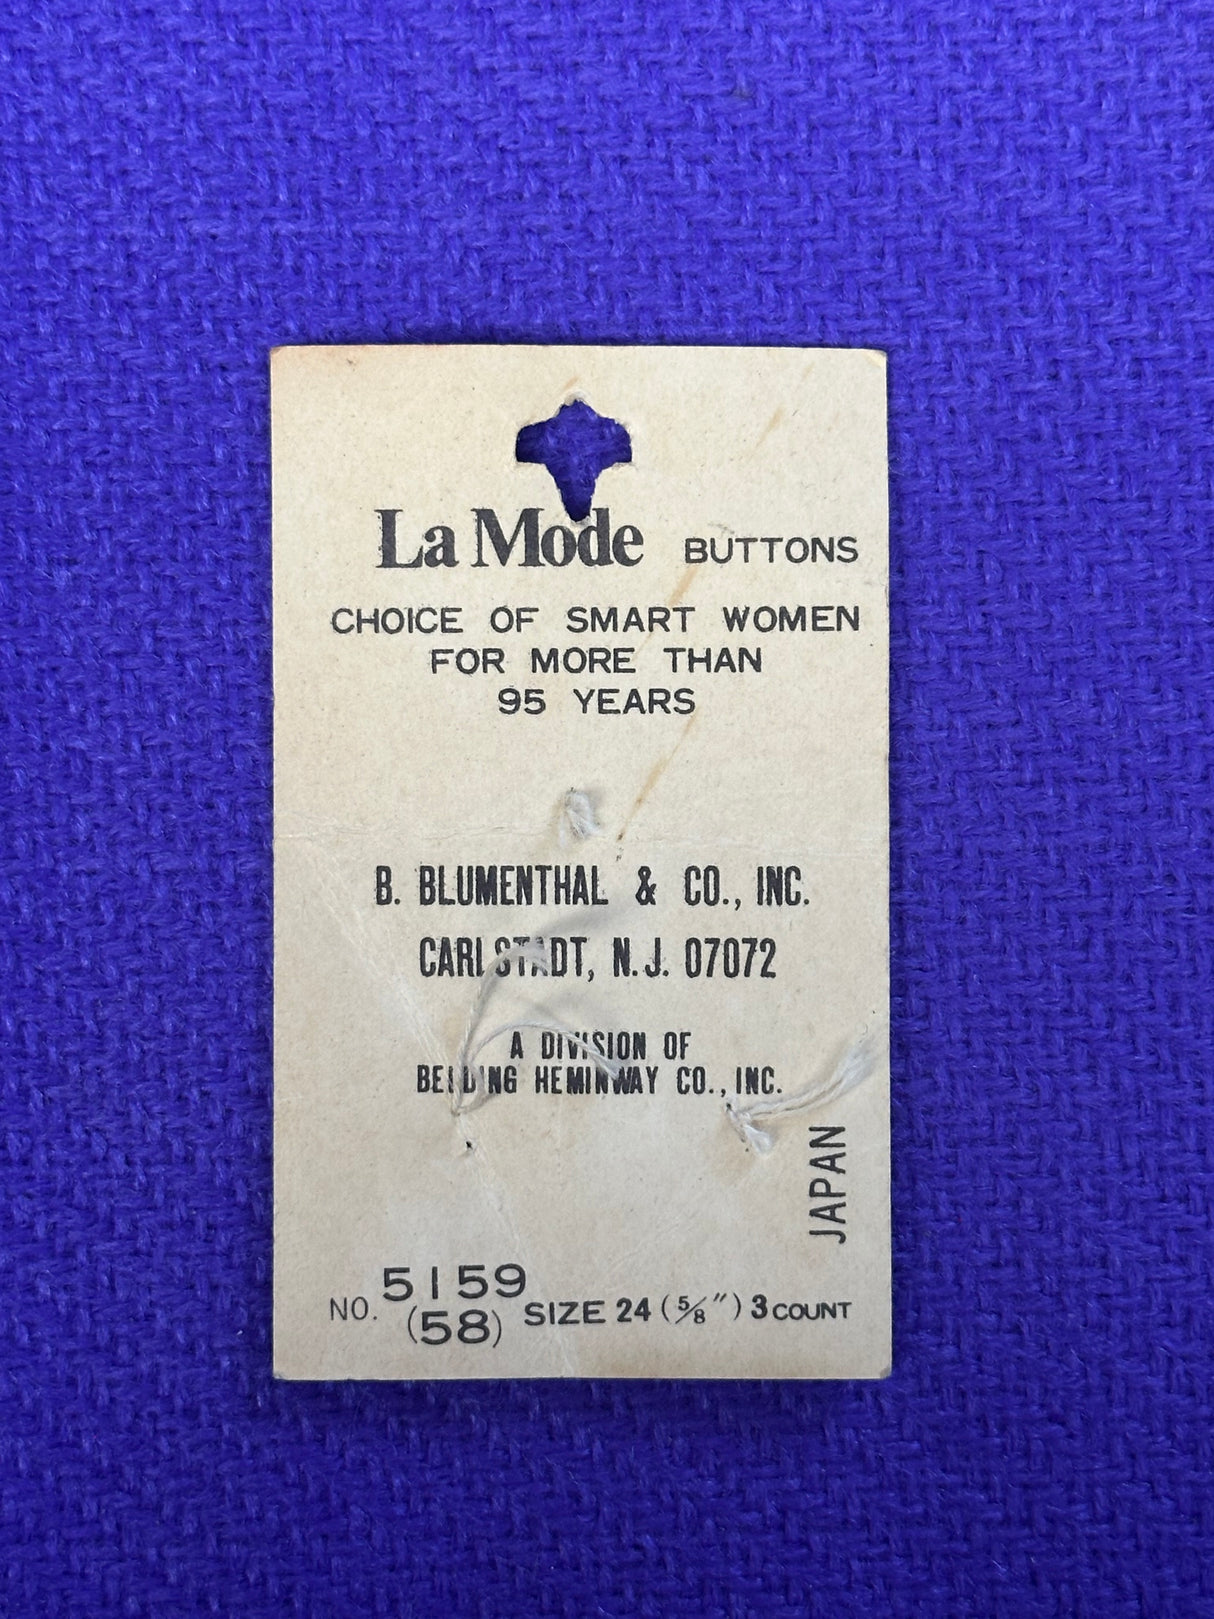 La Mode BUTTONS
CHOICE OF SMART WOMEN
FOR MORE THAN
95 YEARS
B. BLUMENTHAL & CO., INC.
CARLSTADT, N.J. 07072
A DIVISION OF
BELDING HEMINWAY CO., INC.
JAPAN
NO. 5159 (58) SIZE 24 (5/8") 3 COUNT